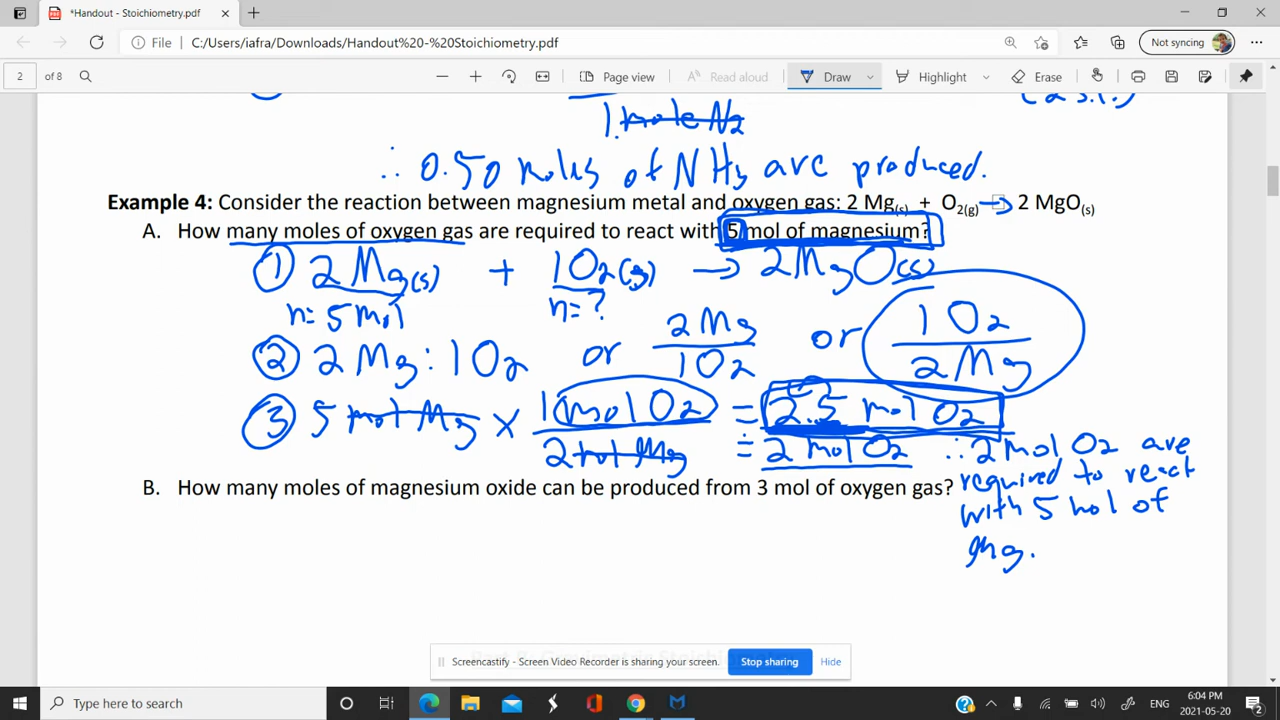 *Handout - Stoichiometry.pdf
File C:/Users/iafra/Downloads/Handout%20-%20Stoichiometry.pdf
Not syncing
2 of 8
Page view
Read aloud
Draw
Highlight
Erase
1 mole N2
∴ 0.50 moles of NH3 are produced.
Example 4: Consider the reaction between magnesium metal and oxygen gas: 2 Mg(s) + O2(g) → 2 MgO(s)
A. How many moles of oxygen gas are required to react with 5 mol of magnesium?
① 2 Mg(s) + 1O2(g) → 2MgO(s)
n= 5 mol n= ?
② 2 Mg : 1O2 or 2 Mg / 1O2 or 1 O2 / 2 Mg
③ 5 mol Mg x 1 mol O2 / 2 mol Mg = 2.5 mol O2
≐ 2 mol O2
∴ 2 mol O2 are
required to react
with 5 mol of
Mg.
B. How many moles of magnesium oxide can be produced from 3 mol of oxygen gas?
Screencastify - Screen Video Recorder is sharing your screen.
Stop sharing
Hide
Type here to search
ENG
6:04 PM
2021-05-20
2